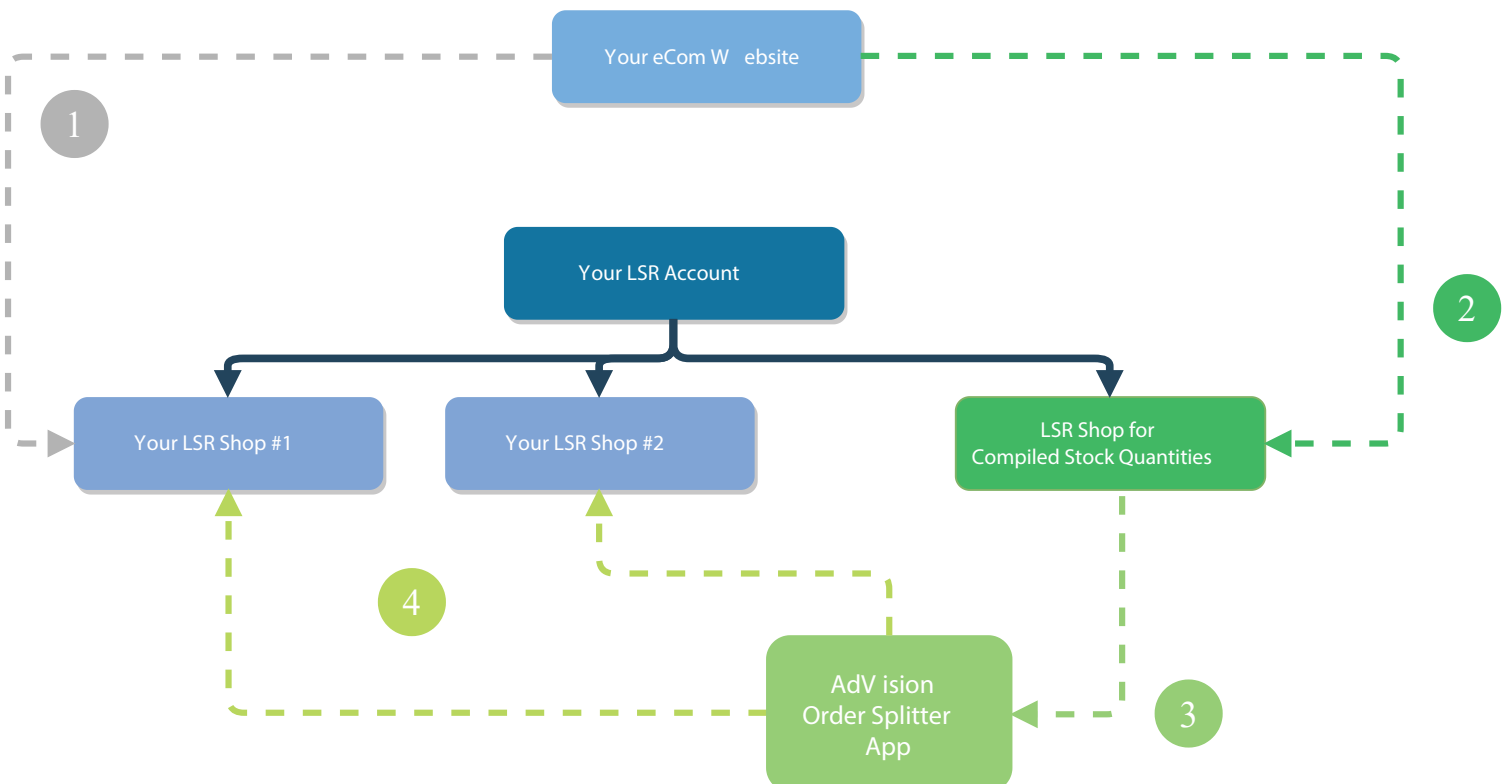 Your eCom W ebsite
1
Your LSR Account
2
Your LSR Shop #1
Your LSR Shop #2
LSR Shop for
Compiled Stock Quantities
4
AdV ision
Order Splitter
App
3